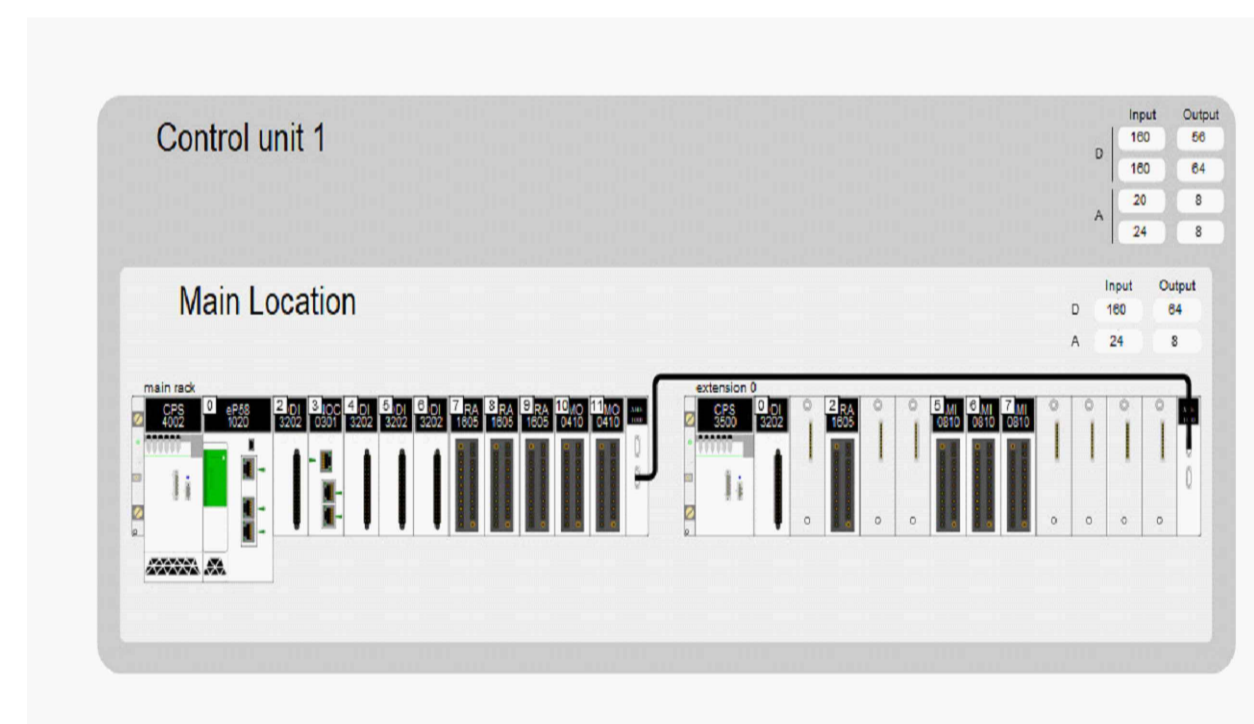 Control unit 1
Input Output
D
160 56
160 64
A
20 8
24 8
Main Location
Input Output
D 160 64
A 24 8
main rack
CPS 4002
0 eP58 1020
2 DI 3202
3 NOC 0301
4 DI 3202
5 DI 3202
6 DI 3202
7 RA 1605
8 RA 1605
9 RA 1605
10 MO 0410
11 MO 0410
extension 0
CPS 3500
0 DI 3202
2 RA 1605
5 MI 0810
6 MI 0810
7 MI 0810